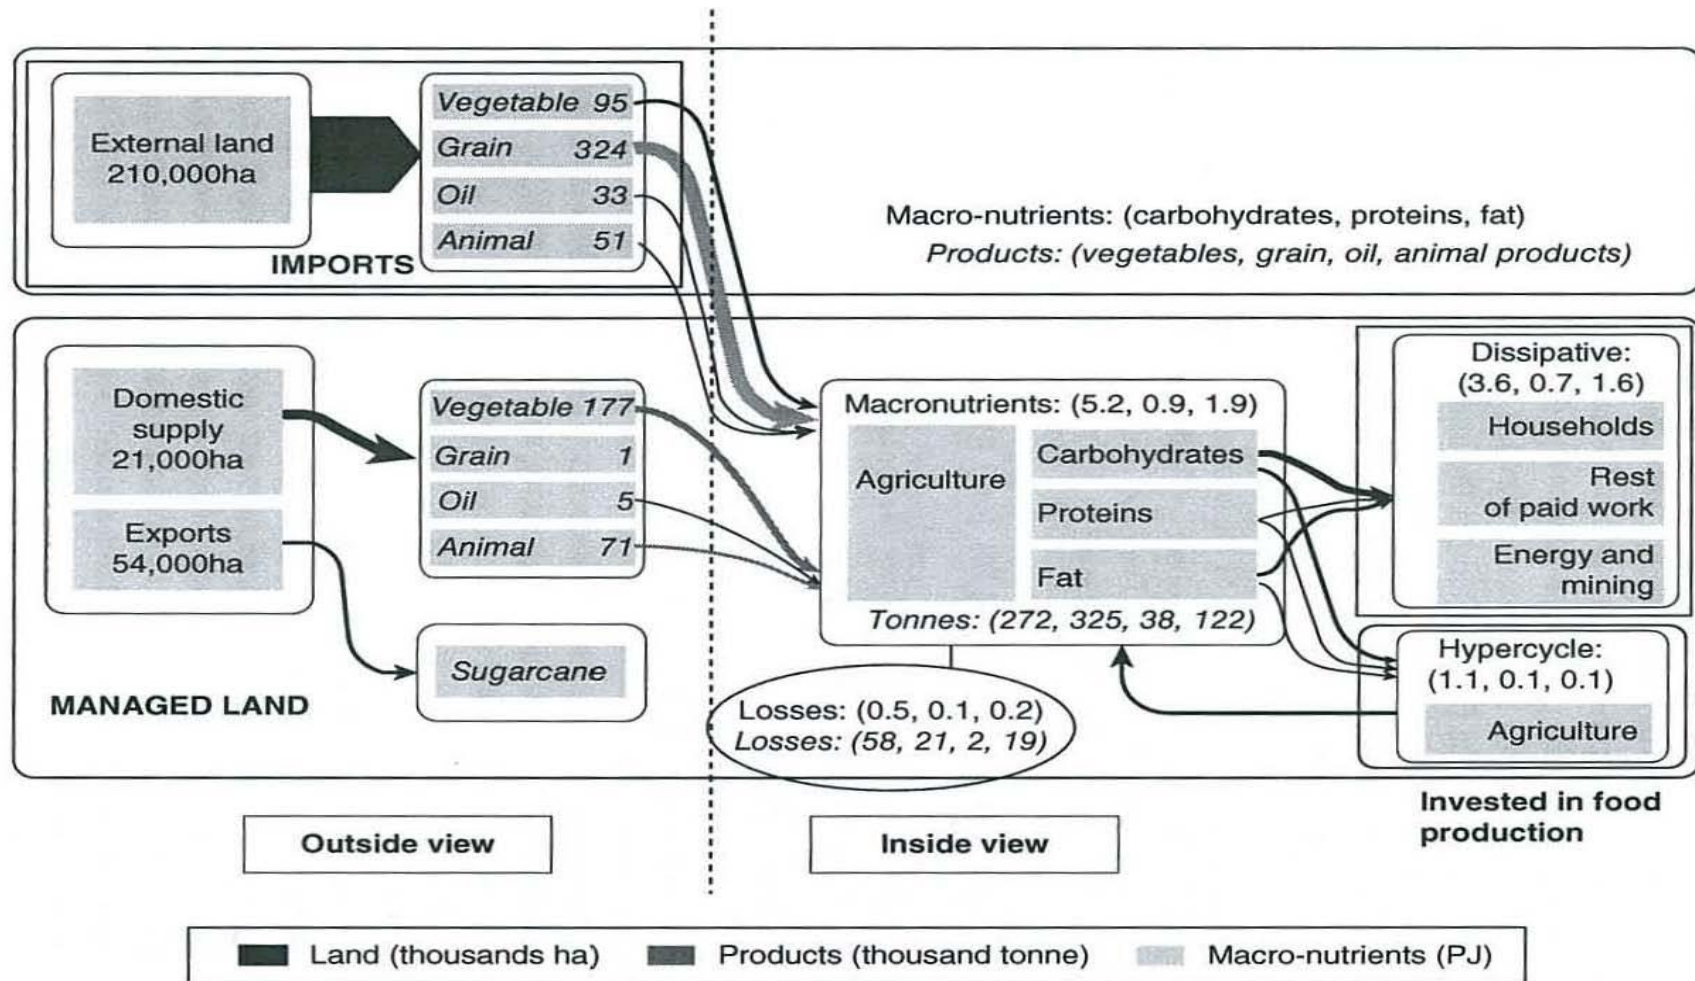 External land
210,000ha
Vegetable 95
Grain 324
Oil 33
Animal 51
IMPORTS
Macro-nutrients: (carbohydrates, proteins, fat)
Products: (vegetables, grain, oil, animal products)
Domestic
supply
21,000ha
Exports
54,000ha
Vegetable 177
Grain 1
Oil 5
Animal 71
Sugarcane
MANAGED LAND
Macronutrients: (5.2, 0.9, 1.9)
Agriculture
Carbohydrates
Proteins
Fat
Tonnes: (272, 325, 38, 122)
Losses: (0.5, 0.1, 0.2)
Losses: (58, 21, 2, 19)
Dissipative:
(3.6, 0.7, 1.6)
Households
Rest
of paid work
Energy and
mining
Hypercycle:
(1.1, 0.1, 0.1)
Agriculture
Invested in food
production
Outside view
Inside view
Land (thousands ha)
Products (thousand tonne)
Macro-nutrients (PJ)